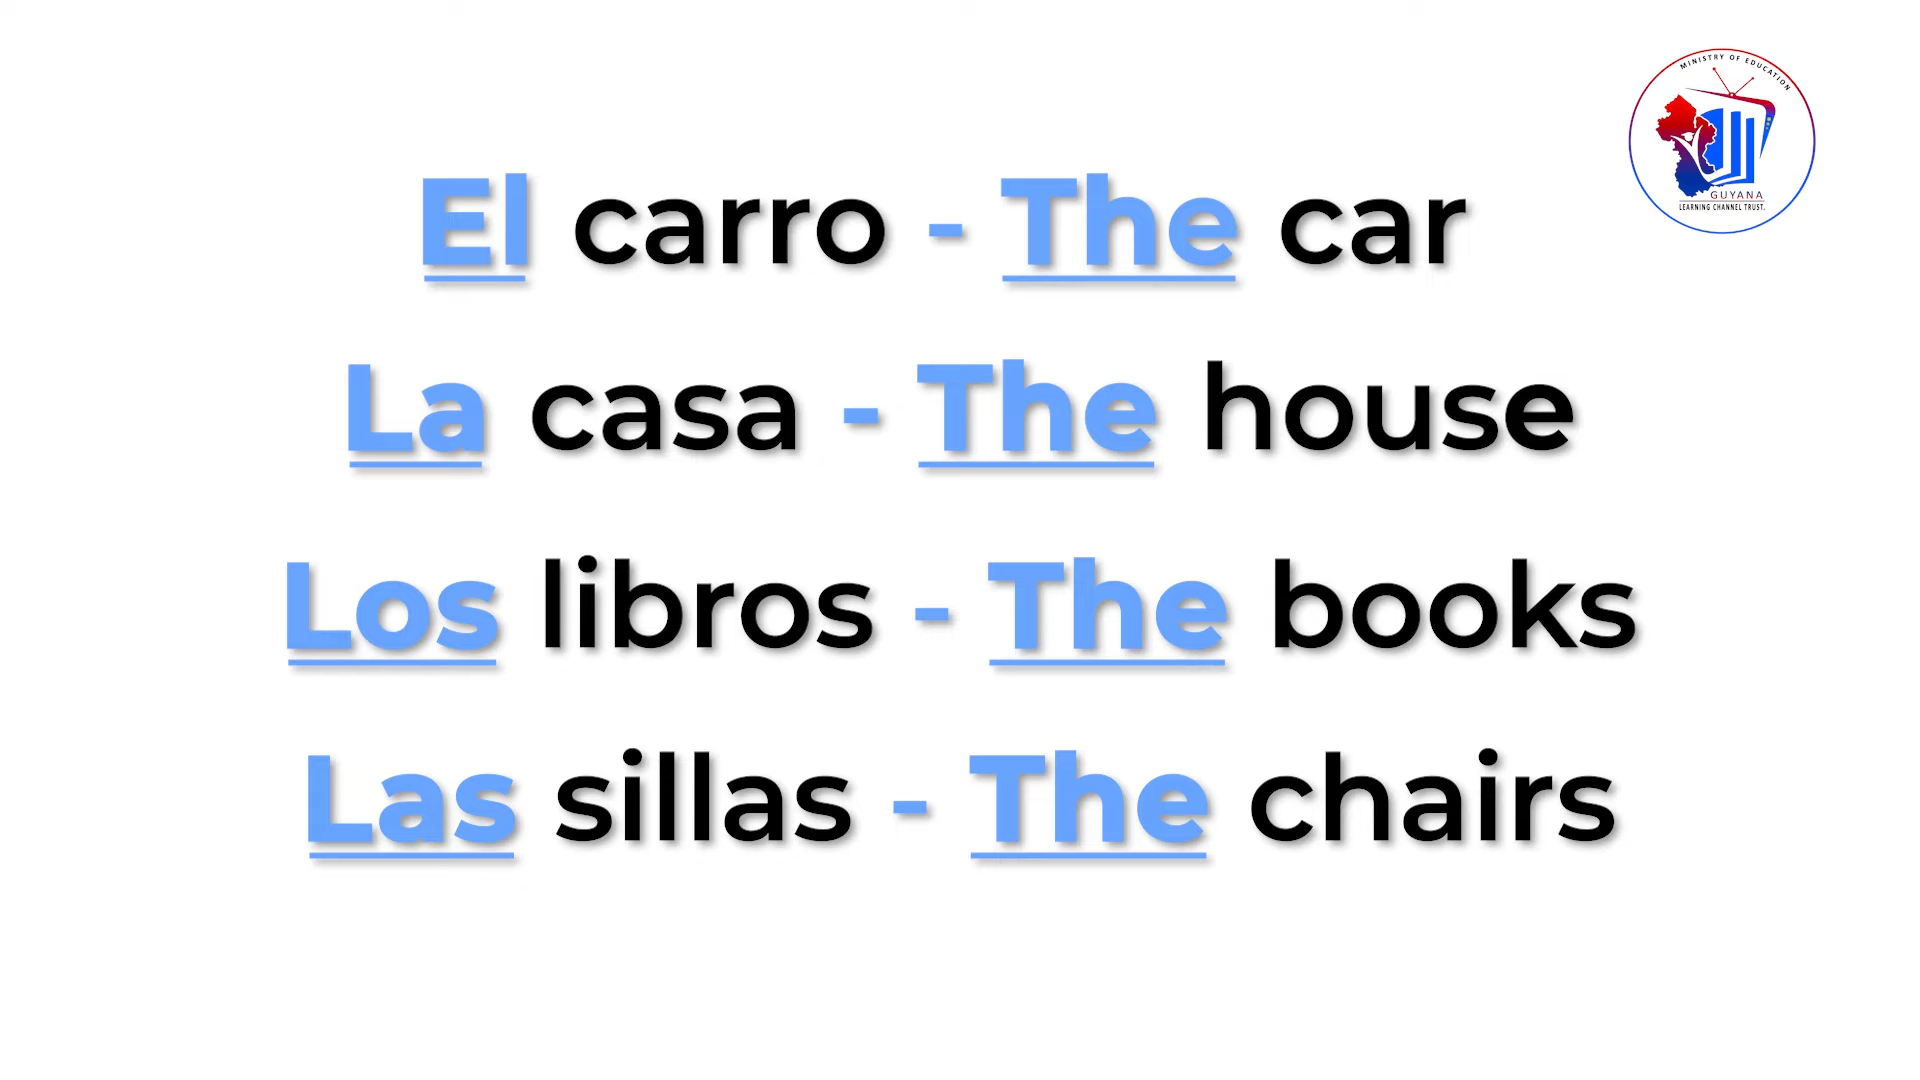 MINISTRY OF EDUCATION
GUYANA
LEARNING CHANNEL TRUST.
El carro - The car
La casa - The house
Los libros - The books
Las sillas - The chairs